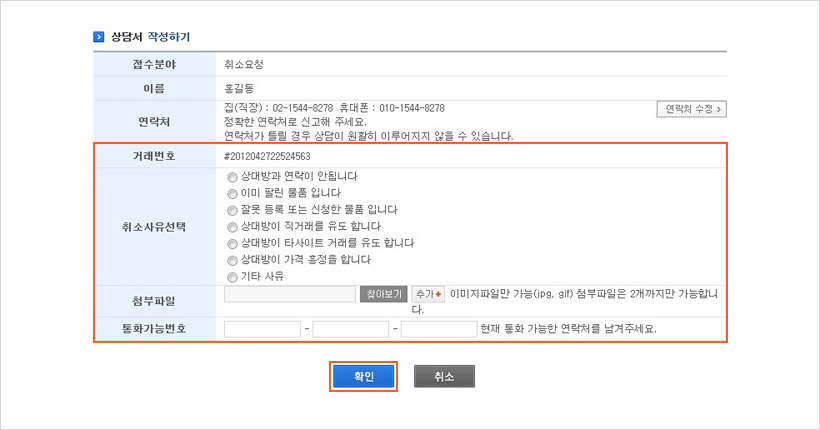 상담서 작성하기
접수분야 취소요청
이름 홍길동
연락처 집(직장) : 02-1544-8278 휴대폰 : 010-1544-8278 연락처 수정 >
정확한 연락처로 신고해 주세요.
연락처가 틀릴 경우 상담이 원활히 이루어지지 않을 수 있습니다.
거래번호 #2012042722524563
취소사유선택
상대방과 연락이 안됩니다
이미 팔린 물품 입니다
잘못 등록 또는 신청한 물품 입니다
상대방이 직거래를 유도 합니다
상대방이 타사이트 거래를 유도 합니다
상대방이 가격 흥정을 합니다
기타 사유
첨부파일 찾아보기 추가+ 이미지파일만 가능(jpg, gif) 첨부파일은 2개까지만 가능합니
다.
통화가능번호 - - 현재 통화 가능한 연락처를 남겨주세요.
확인 취소